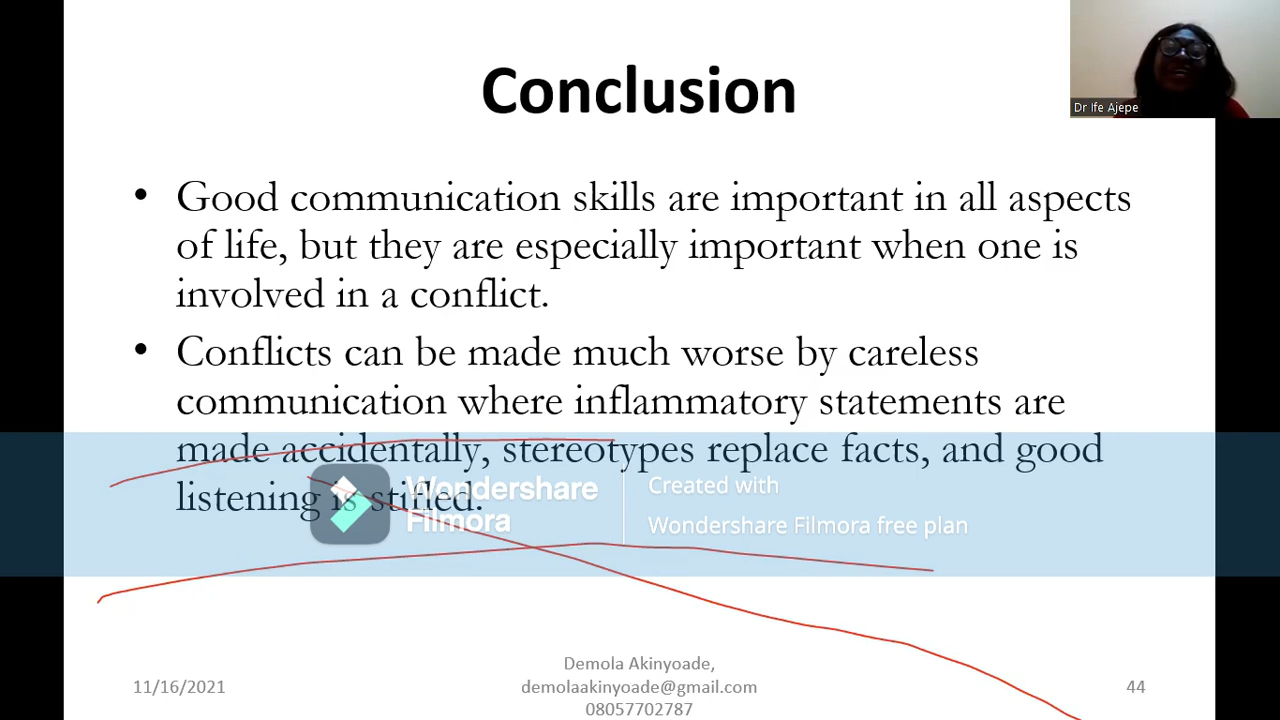 Conclusion
Dr Ife Ajepe
• Good communication skills are important in all aspects
of life, but they are especially important when one is
involved in a conflict.
• Conflicts can be made much worse by careless
communication where inflammatory statements are
made accidentally, stereotypes replace facts, and good
listening is stifled.
Wondershare
Filmora
Created with
Wondershare Filmora free plan
11/16/2021
Demola Akinyoade,
demolaakinyoade@gmail.com
08057702787
44